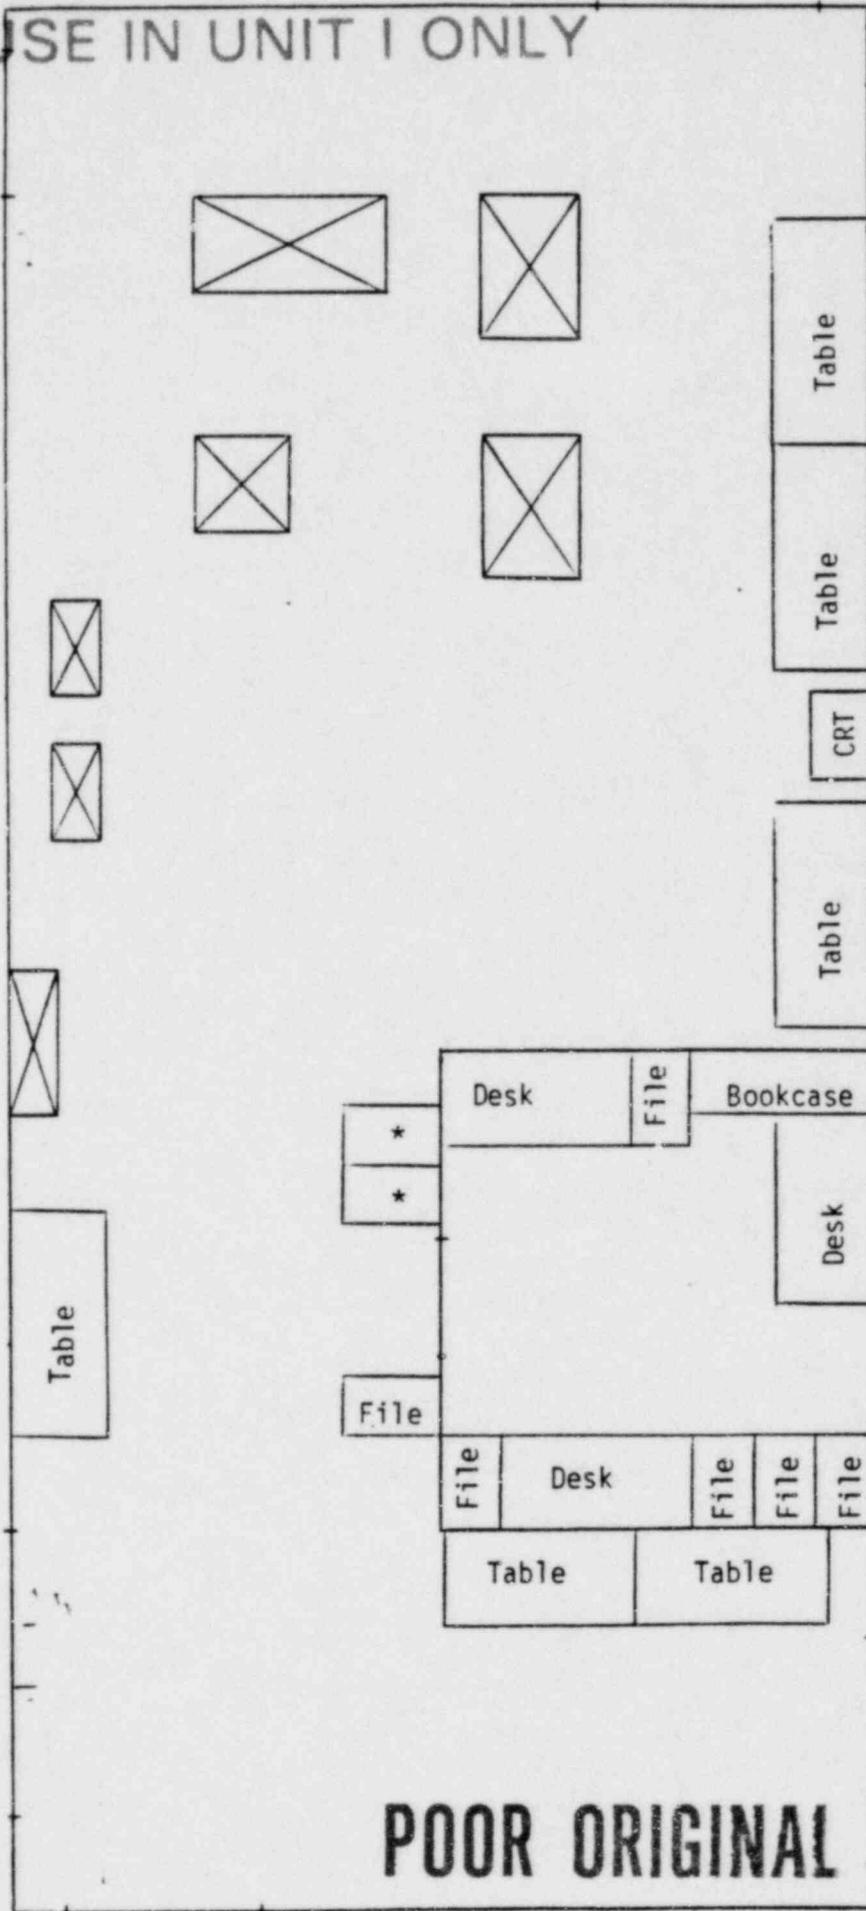 USE IN UNIT I ONLY
Table
Table
CRT
Table
Desk
File
Bookcase
*
*
Desk
Table
File
File
Desk
File
File
File
Table
Table
POOR ORIGINAL